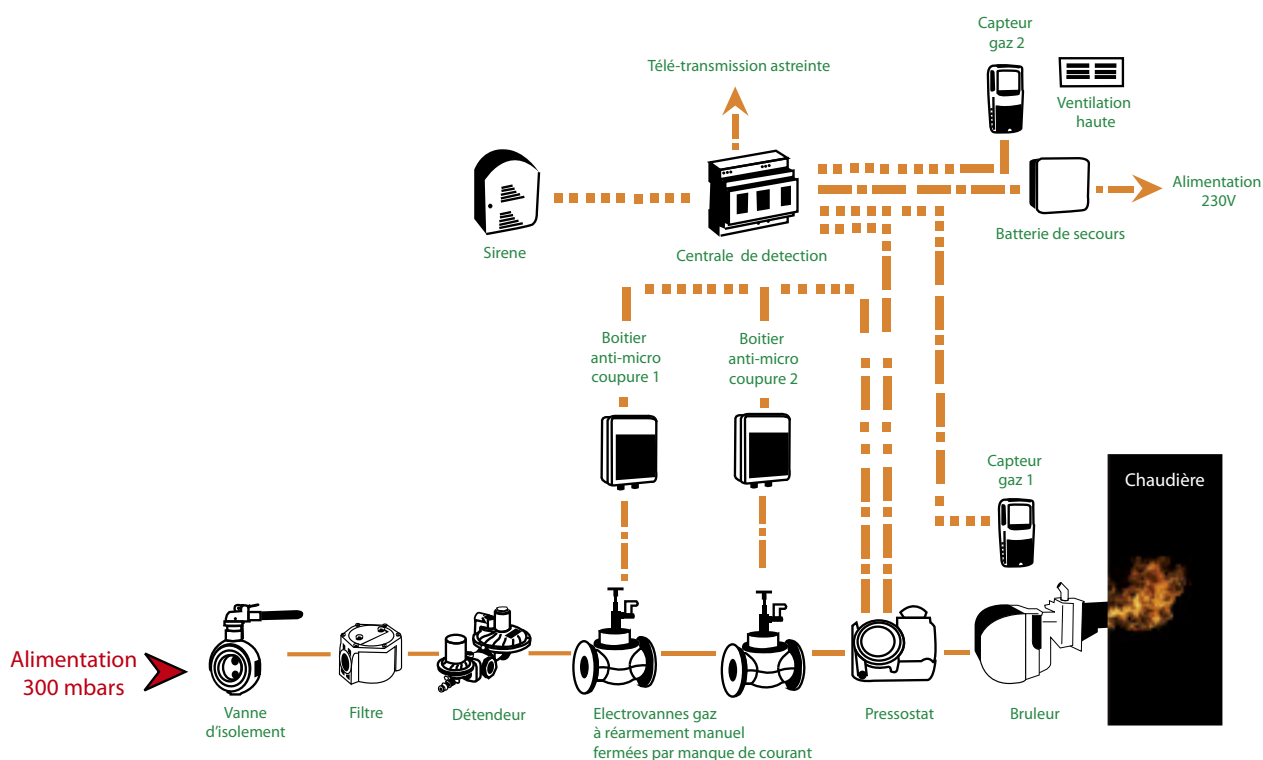 Capteur
gaz 2
Télé-transmission astreinte
Ventilation
haute
Alimentation
230V
Batterie de secours
Sirene
Centrale de detection
Boitier
anti-micro
coupure 1
Boitier
anti-micro
coupure 2
Capteur
gaz 1
Chaudière
Alimentation
300 mbars
Vanne
d'isolement
Filtre
Détendeur
Electrovannes gaz
à réarmement manuel
fermées par manque de courant
Pressostat
Bruleur